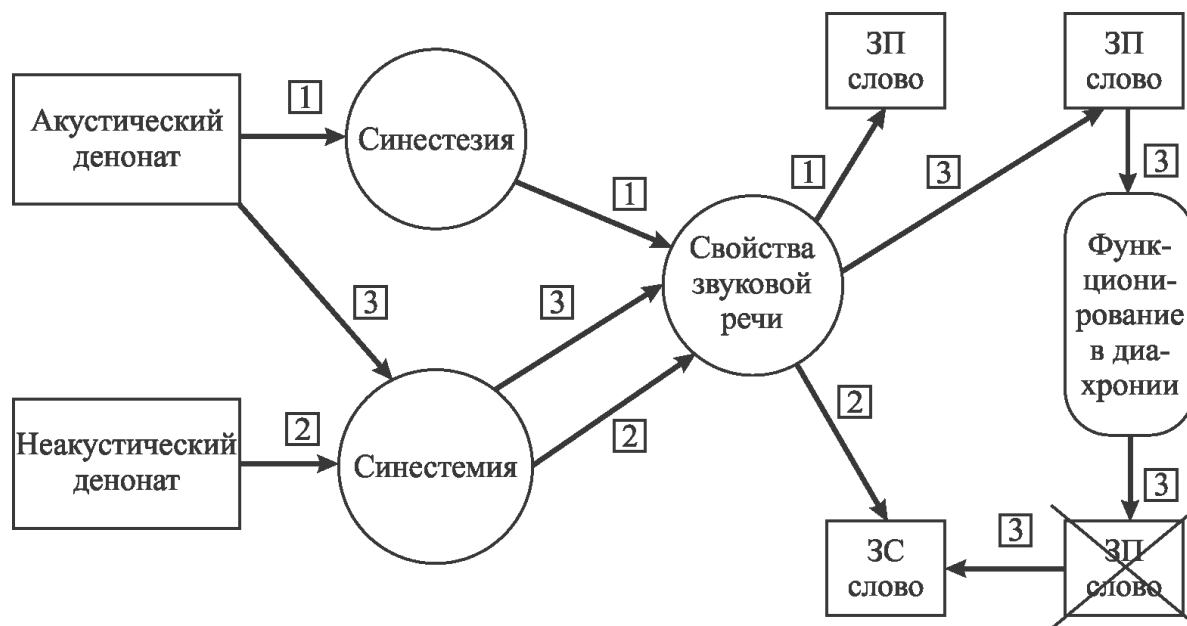 Акустический
денонат
1
Синестезия
1
3
Неакустический
денонат
2
Синестемия
3
2
Свойства
звуковой
речи
1
ЗП
слово
3
ЗП
слово
3
Функ-
циони-
рование
в диа-
хронии
3
2
ЗС
слово
3
ЗП
слово